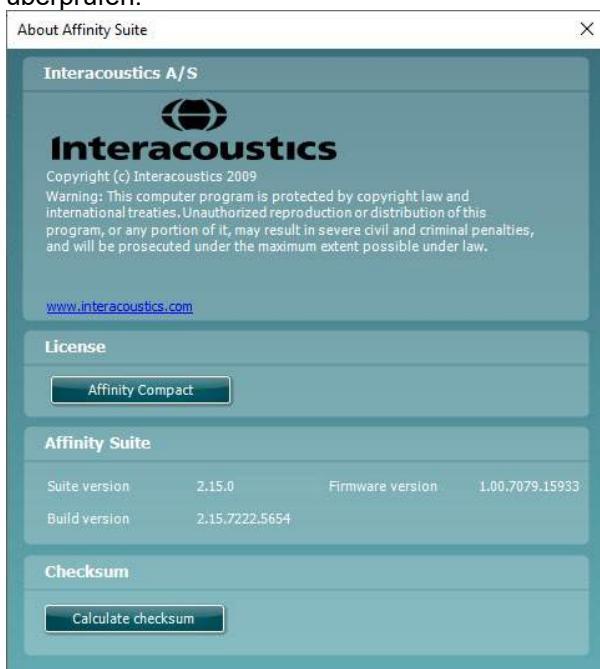 überprüfen.
About Affinity Suite
Interacoustics A/S
Interacoustics
Copyright (c) Interacoustics 2009
Warning: This computer program is protected by copyright law and
international treaties. Unauthorized reproduction or distribution of this
program, or any portion of it, may result in severe civil and criminal penalties,
and will be prosecuted under the maximum extent possible under law.
www.interacoustics.com
License
Affinity Compact
Affinity Suite
Suite version 2.15.0 Firmware version 1.00.7079.15933
Build version 2.15.7222.5654
Checksum
Calculate checksum